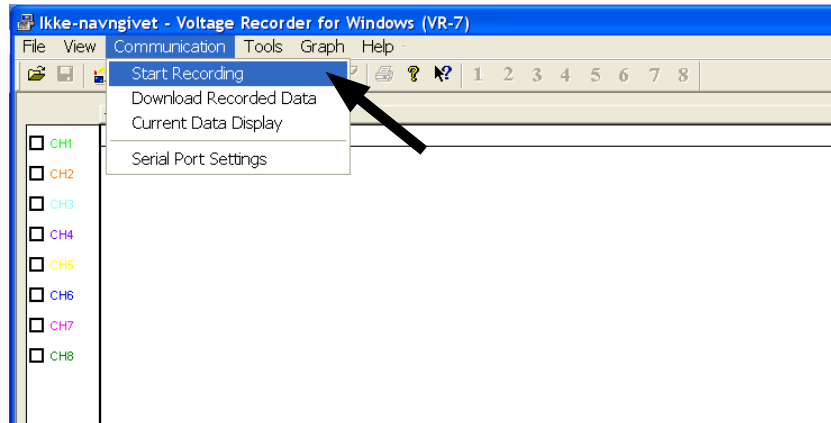 Ikke-navngivet - Voltage Recorder for Windows (VR-7)
File View Communication Tools Graph Help
1 2 3 4 5 6 7 8
Start Recording
Download Recorded Data
Current Data Display
Serial Port Settings
CH1
CH2
CH3
CH4
CH5
CH6
CH7
CH8